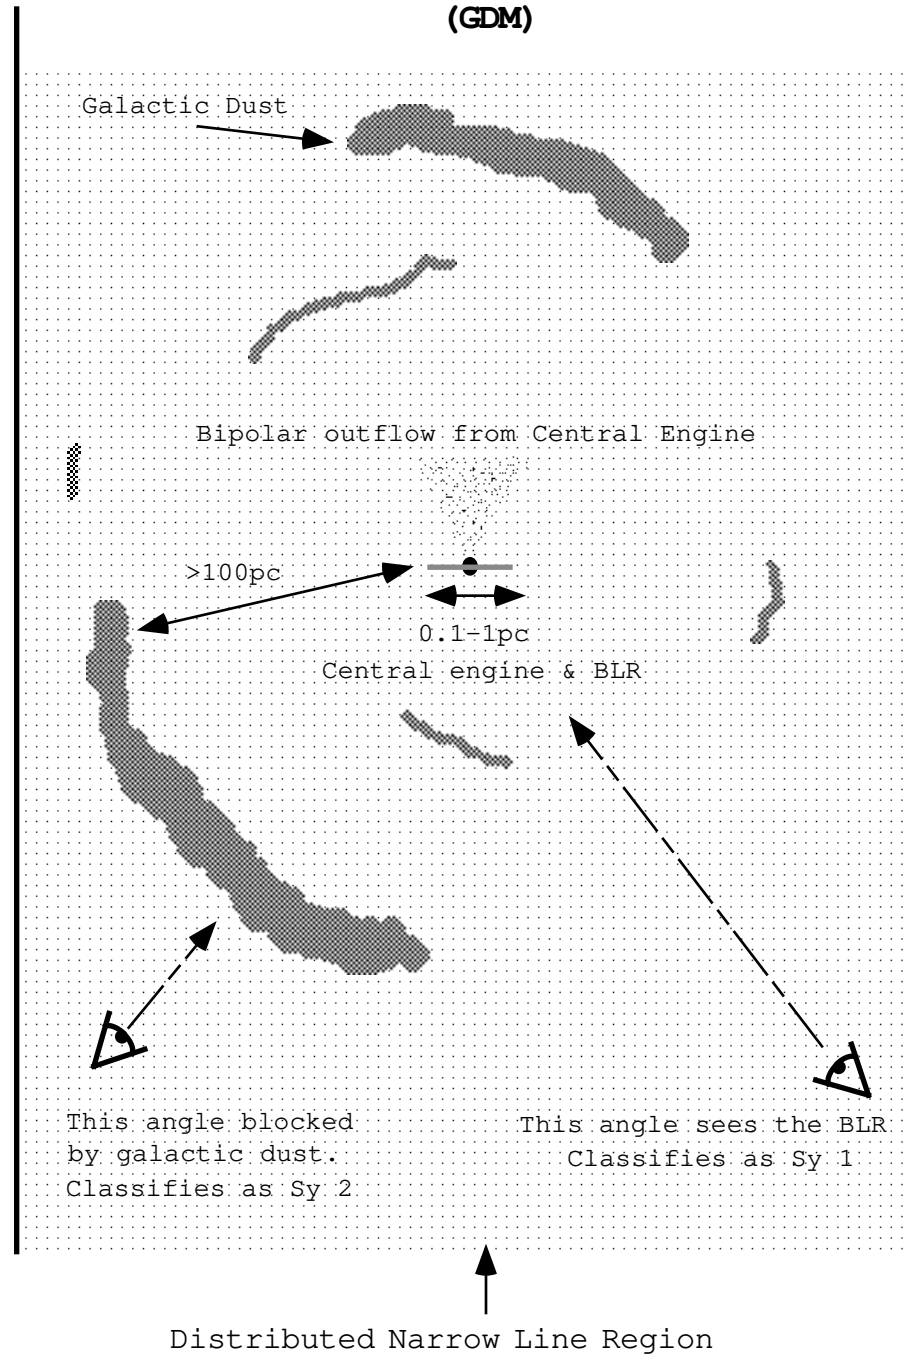 (GDM)
Galactic Dust
Bipolar outflow from Central Engine
>100pc
0.1-1pc
Central engine & BLR
This angle blocked
by galactic dust.
Classifies as Sy 2
This angle sees the BLR
Classifies as Sy 1
Distributed Narrow Line Region